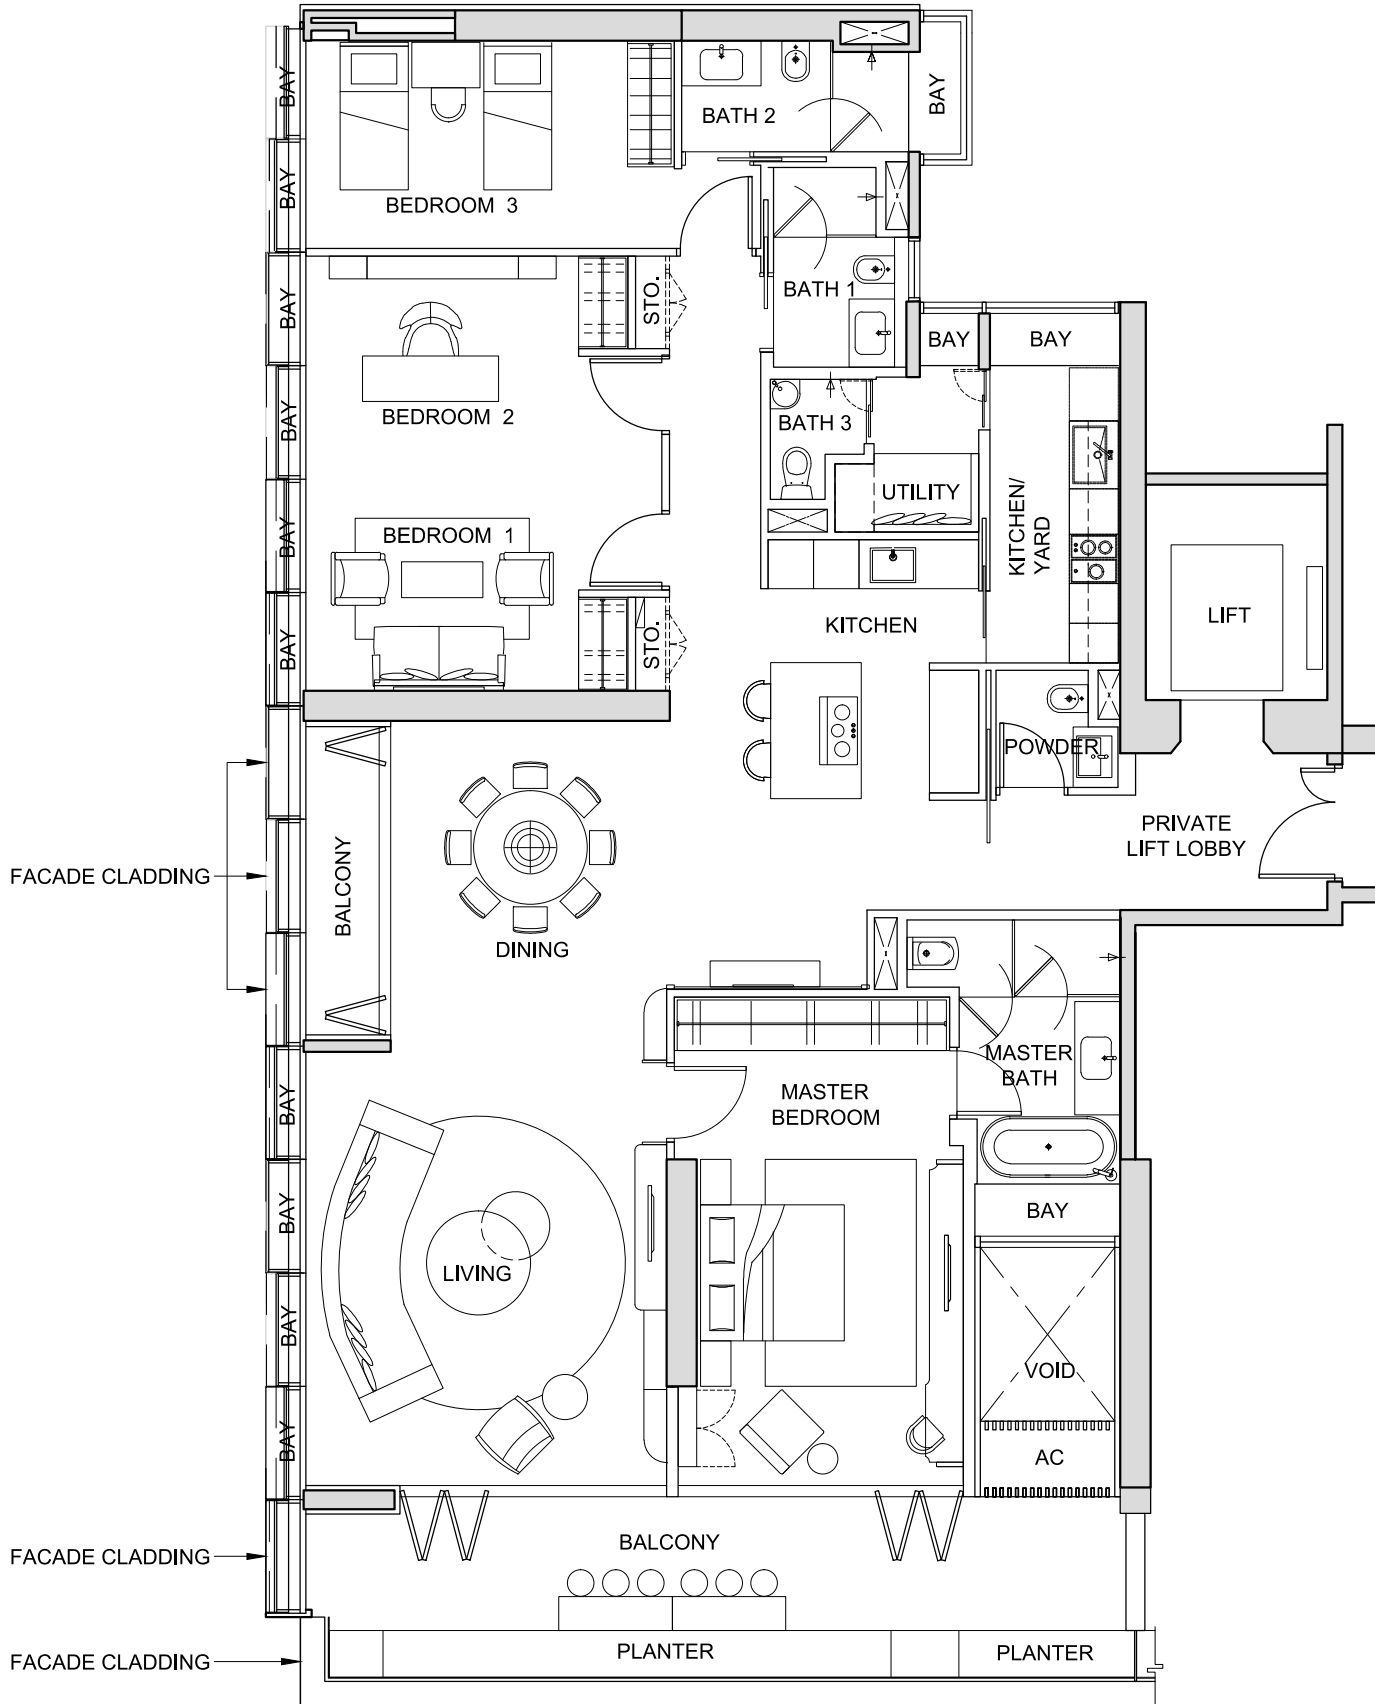 BAY
BATH 2
BAY
BAY
BEDROOM 3
BAY
STO.
BATH 1
BAY
BAY
BAY
BEDROOM 2
BATH 3
BAY
UTILITY
KITCHEN/
YARD
BEDROOM 1
LIFT
KITCHEN
BAY
STO.
POWDER
PRIVATE
LIFT LOBBY
FACADE CLADDING
BALCONY
DINING
MASTER
BATH
MASTER
BEDROOM
BAY
BAY
BAY
LIVING
BAY
VOID
BAY
AC
BALCONY
FACADE CLADDING
PLANTER
PLANTER
FACADE CLADDING